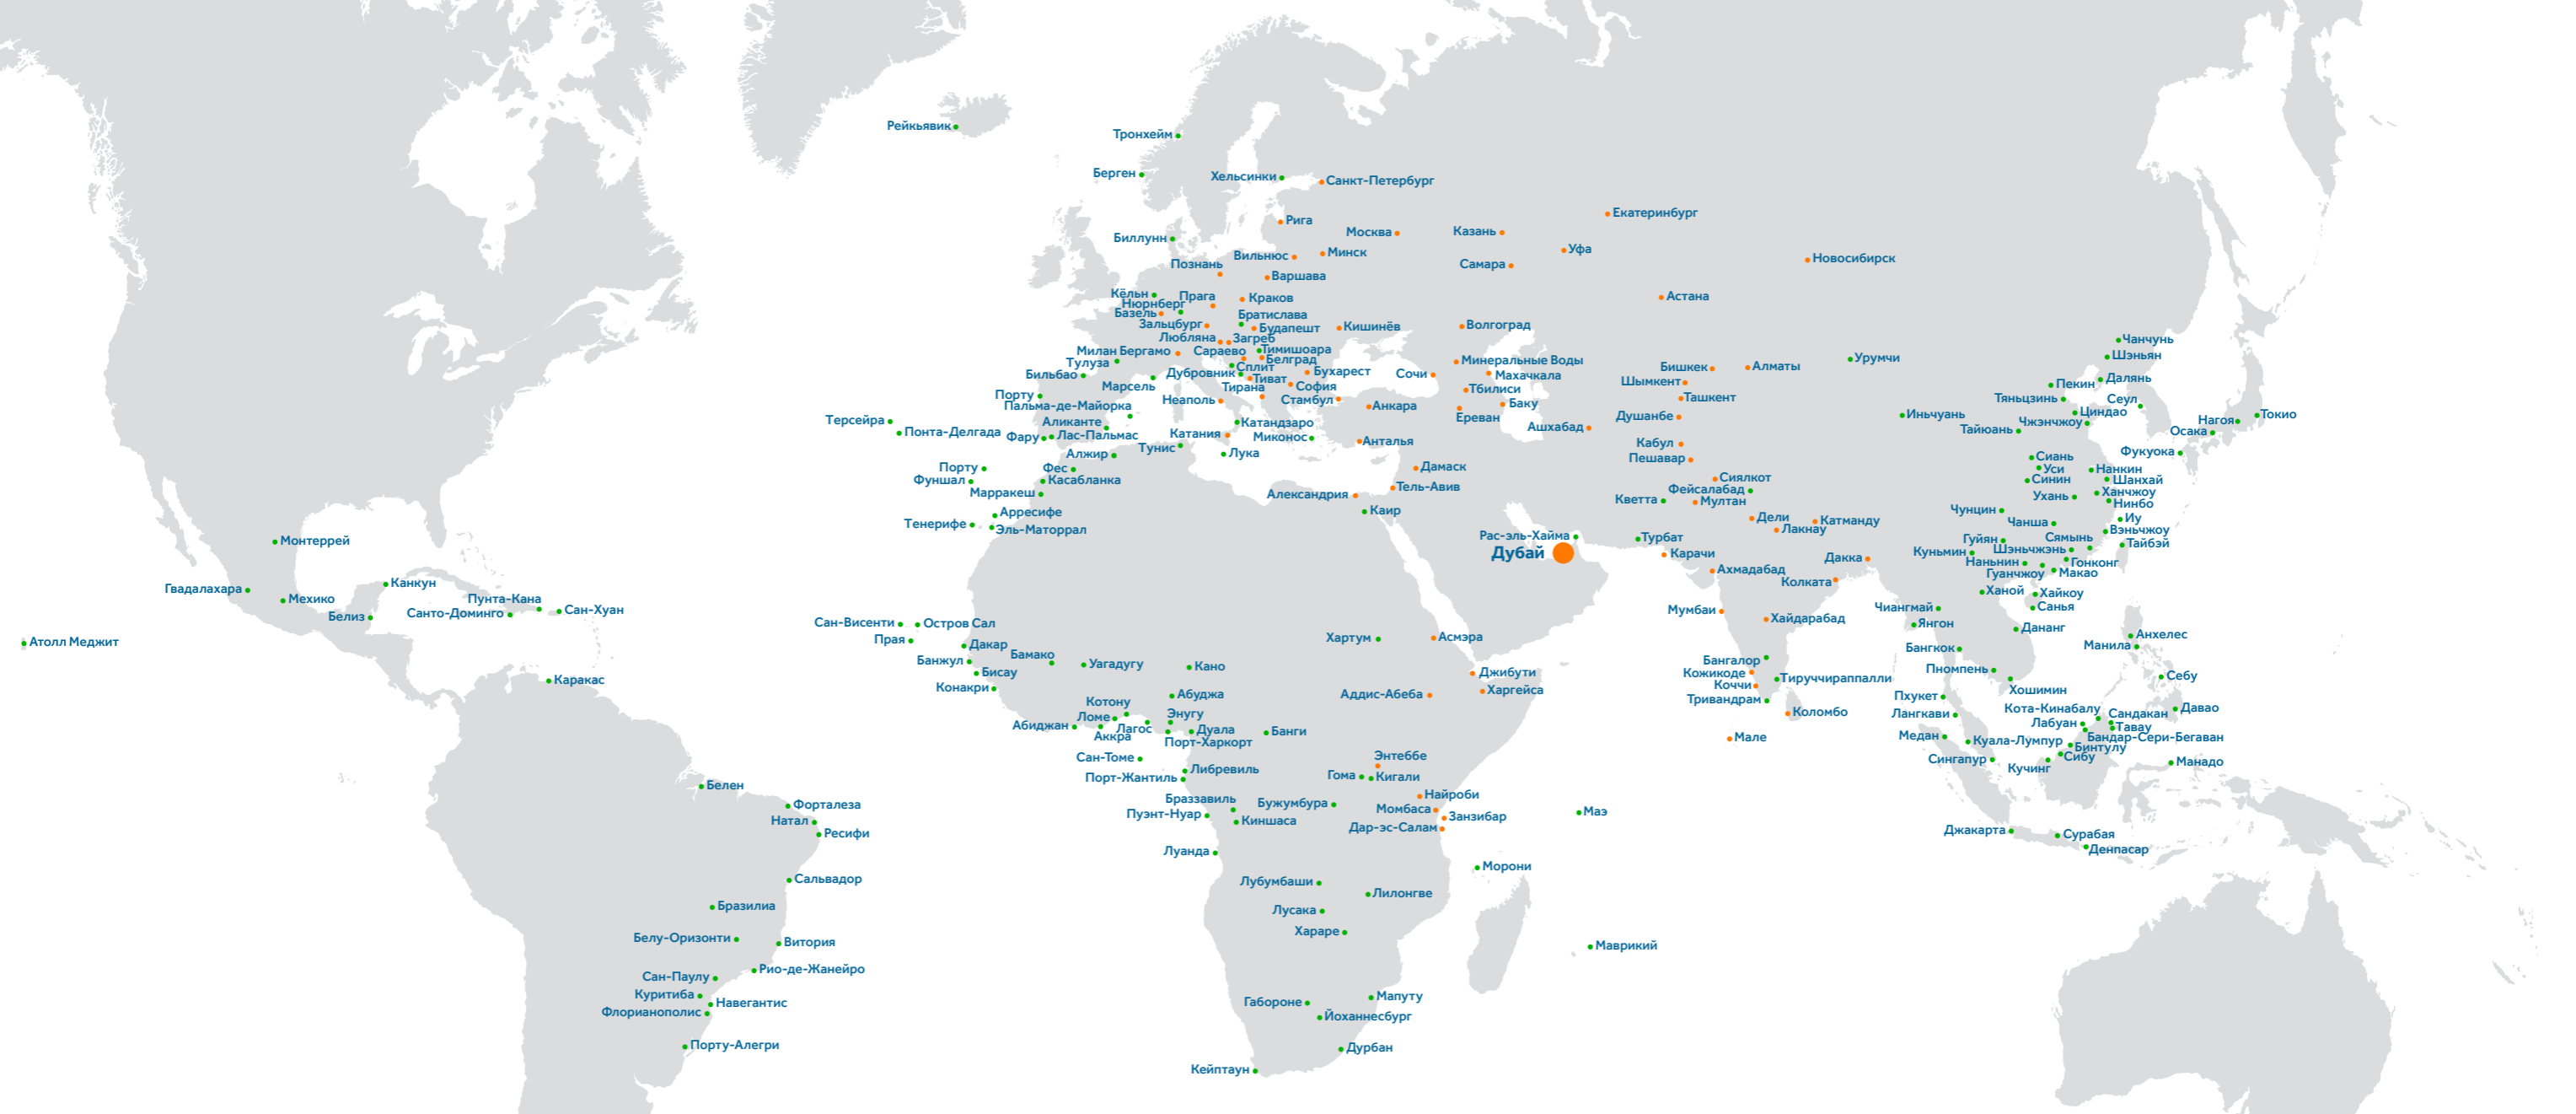 Рейкьявик
Тронхейм
Берген
Хельсинки
Санкт-Петербург
Екатеринбург
Рига
Москва
Казань
Биллунн
Уфа
Вильнюс
Минск
Новосибирск
Познань
Самара
Варшава
Кёльн
Прага
Краков
Астана
Нюрнберг
Базель
Братислава
Зальцбург
Будапешт
Кишинёв
Волгоград
Любляна
Загреб
Чанчунь
Милан Бергамо
Сараево
Тимишоара
Шэньян
Тулуза
Белград
Минеральные Воды
Урумчи
Сплит
Бишкек
Алматы
Бильбао
Дубровник
Бухарест
Сочи
Махачкала
Тиват
Далянь
Марсель
Тирана
София
Шымкент
Пекин
Тбилиси
Порту
Неаполь
Стамбул
Ташкент
Тяньцзинь
Сеул
Пальма-де-Майорка
Анкара
Баку
Циндао
Терсейра
Аликанте
Катандзаро
Ереван
Душанбе
Иньчуань
Чжэнчжоу
Нагоя
Токио
Понта-Делгада
Фару
Лас-Пальмас
Катания
Миконос
Ашхабад
Тайюань
Осака
Анталья
Кабул
Тунис
Лука
Алжир
Пешавар
Фукуока
Сиань
Порту
Фес
Дамаск
Уси
Нанкин
Фуншал
Касабланка
Сиялкот
Синин
Шанхай
Марракеш
Александрия
Тель-Авив
Фейсалабад
Ханчжоу
Кветта
Мултан
Ухань
Нинбо
Арресифе
Каир
Чунцин
Тенерифе
Дели
Катманду
Иу
Эль-Маторрал
Лакнау
Чанша
Вэньчжоу
Рас-эль-Хайма
Турбат
Гуйян
Сямынь
Монтеррей
Дубай
Карачи
Куньмин
Шэньчжэнь
Тайбэй
Дакка
Наньнин
Гонконг
Ахмадабад
Гуанчжоу
Макао
Канкун
Колката
Гвадалахара
Ханой
Хайкоу
Мехико
Пунта-Кана
Санья
Санто-Доминго
Сан-Хуан
Мумбаи
Чиангмай
Белиз
Хайдарабад
Сан-Висенти
Остров Сал
Янгон
Дананг
Прая
Хартум
Асмэра
Анхелес
Атолл Меджит
Дакар
Манила
Бамако
Бангкок
Банжул
Уагадугу
Кано
Бангалор
Бисау
Джибути
Кожикоде
Пномпень
Каракас
Тируччираппалли
Себу
Конакри
Коччи
Абуджа
Аддис-Абеба
Харгейса
Хошимин
Тривандрам
Пхукет
Котону
Кота-Кинабалу
Давао
Ломе
Энугу
Коломбо
Лангкави
Сандакан
Абиджан
Лагос
Дуала
Банги
Лабуан
Тавау
Аккра
Порт-Харкорт
Мале
Медан
Куала-Лумпур
Бандар-Сери-Бегаван
Бинтулу
Сан-Томе
Энтеббе
Сингапур
Сибу
Либревиль
Кучинг
Манадо
Порт-Жантиль
Гома
Кигали
Белен
Форталеза
Браззавиль
Бужумбура
Найроби
Натал
Пуэнт-Нуар
Момбаса
Маэ
Киншаса
Занзибар
Ресифи
Дар-эс-Салам
Джакарта
Сурабая
Луанда
Денпасар
Морони
Сальвадор
Лубумбаши
Лилонгве
Бразилиа
Лусака
Хараре
Белу-Оризонти
Витория
Маврикий
Рио-де-Жанейро
Сан-Паулу
Куритиба
Навегантис
Габороне
Мапуту
Флорианополис
Йоханнесбург
Порту-Алегри
Дурбан
Кейптаун